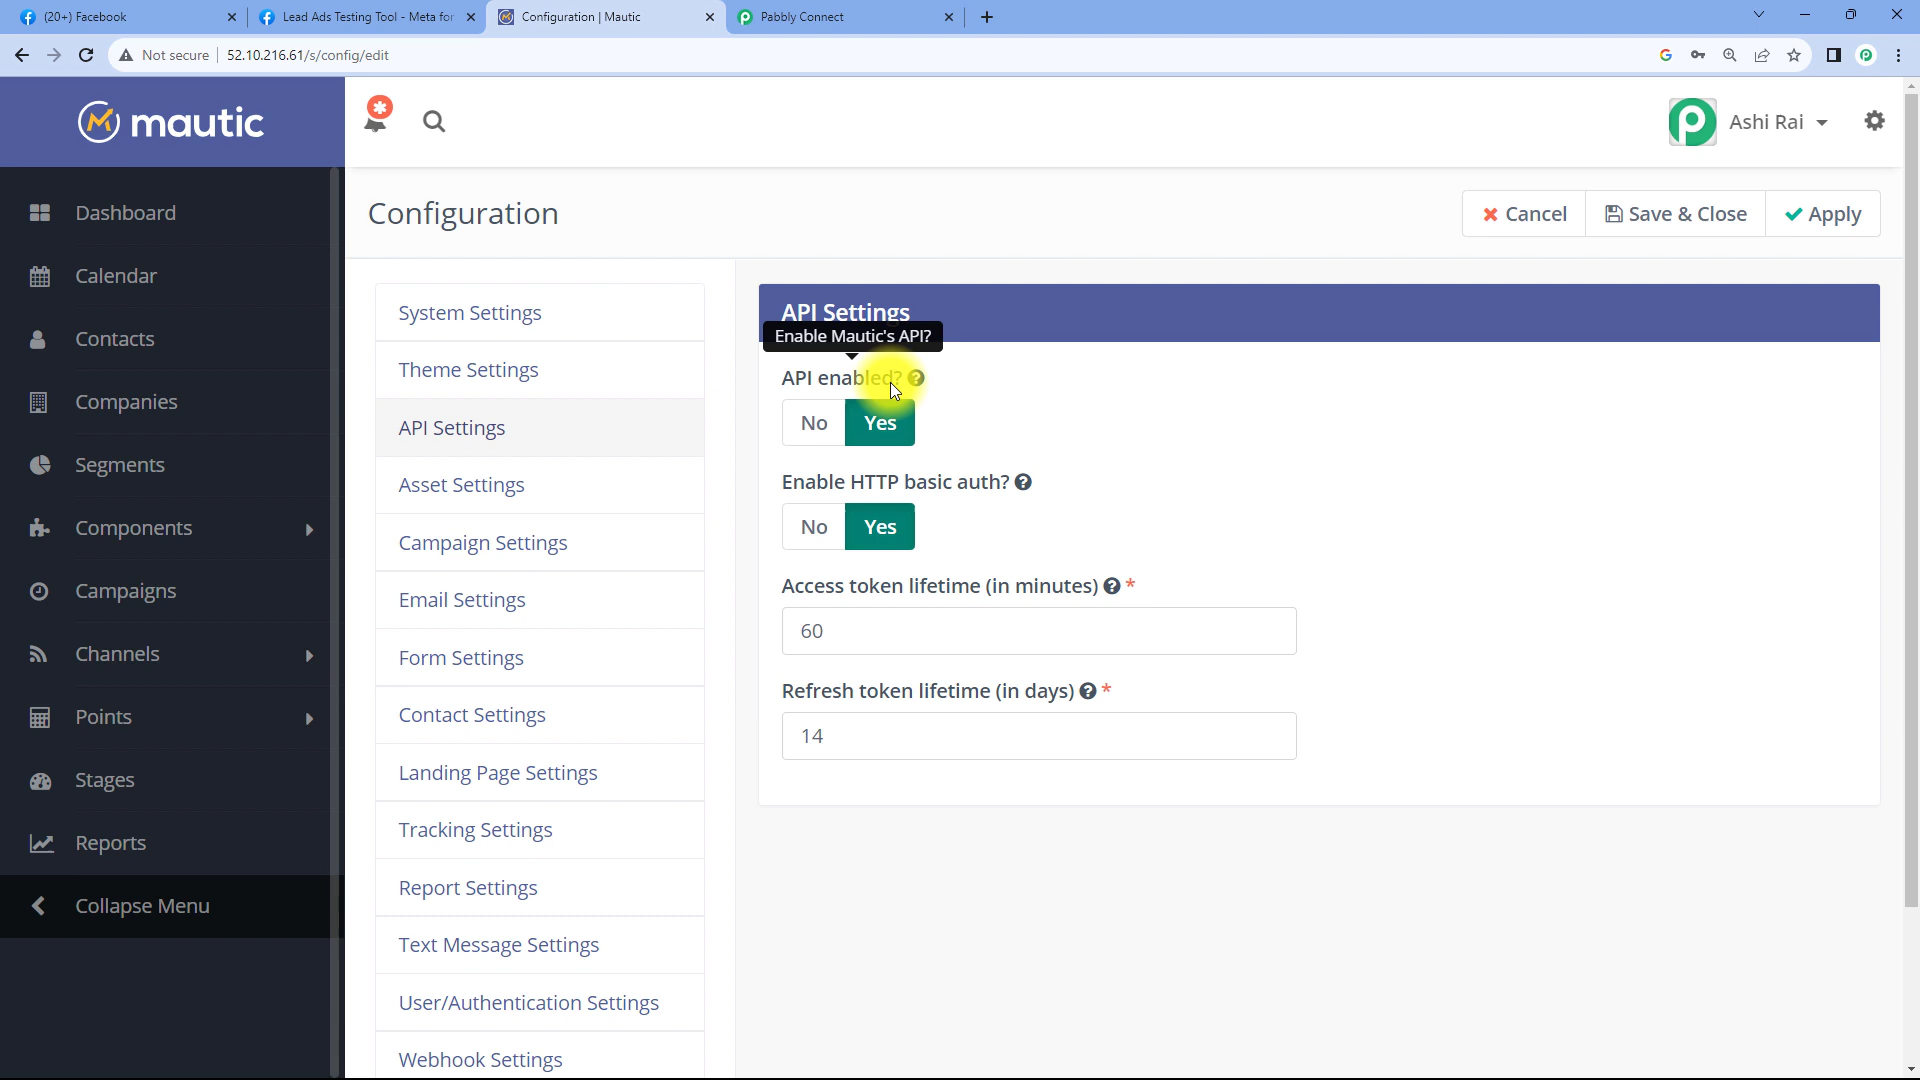 (20+) Facebook
Lead Ads Testing Tool - Meta for
Configuration | Mautic
Pabbly Connect
Not secure
52.10.216.61/s/config/edit
mautic
Ashi Rai
Dashboard
Calendar
Contacts
Companies
Segments
Components
Campaigns
Channels
Points
Stages
Reports
Collapse Menu
Configuration
Cancel
Save & Close
Apply
System Settings
Theme Settings
API Settings
Asset Settings
Campaign Settings
Email Settings
Form Settings
Contact Settings
Landing Page Settings
Tracking Settings
Report Settings
Text Message Settings
User/Authentication Settings
Webhook Settings
API Settings
Enable Mautic's API?
API enabled?
No Yes
Enable HTTP basic auth?
No Yes
Access token lifetime (in minutes) *
60
Refresh token lifetime (in days) *
14